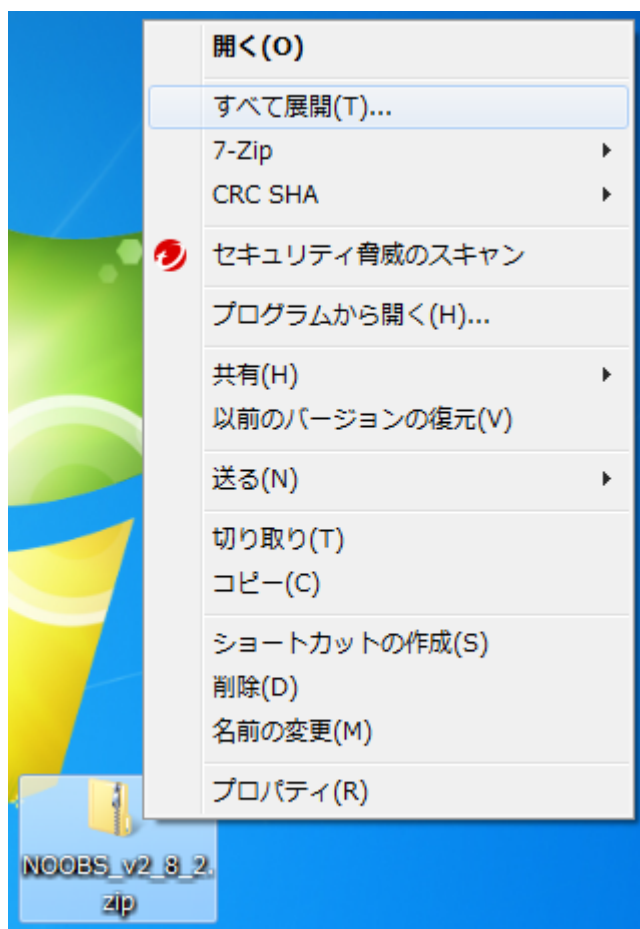 開く(O)
すべて展開(T)...
7-Zip
CRC SHA
セキュリティ脅威のスキャン
プログラムから開く(H)...
共有(H)
以前のバージョンの復元(V)
送る(N)
切り取り(T)
コピー(C)
ショートカットの作成(S)
削除(D)
名前の変更(M)
プロパティ(R)
NOOBS_v2_8_2.
zip